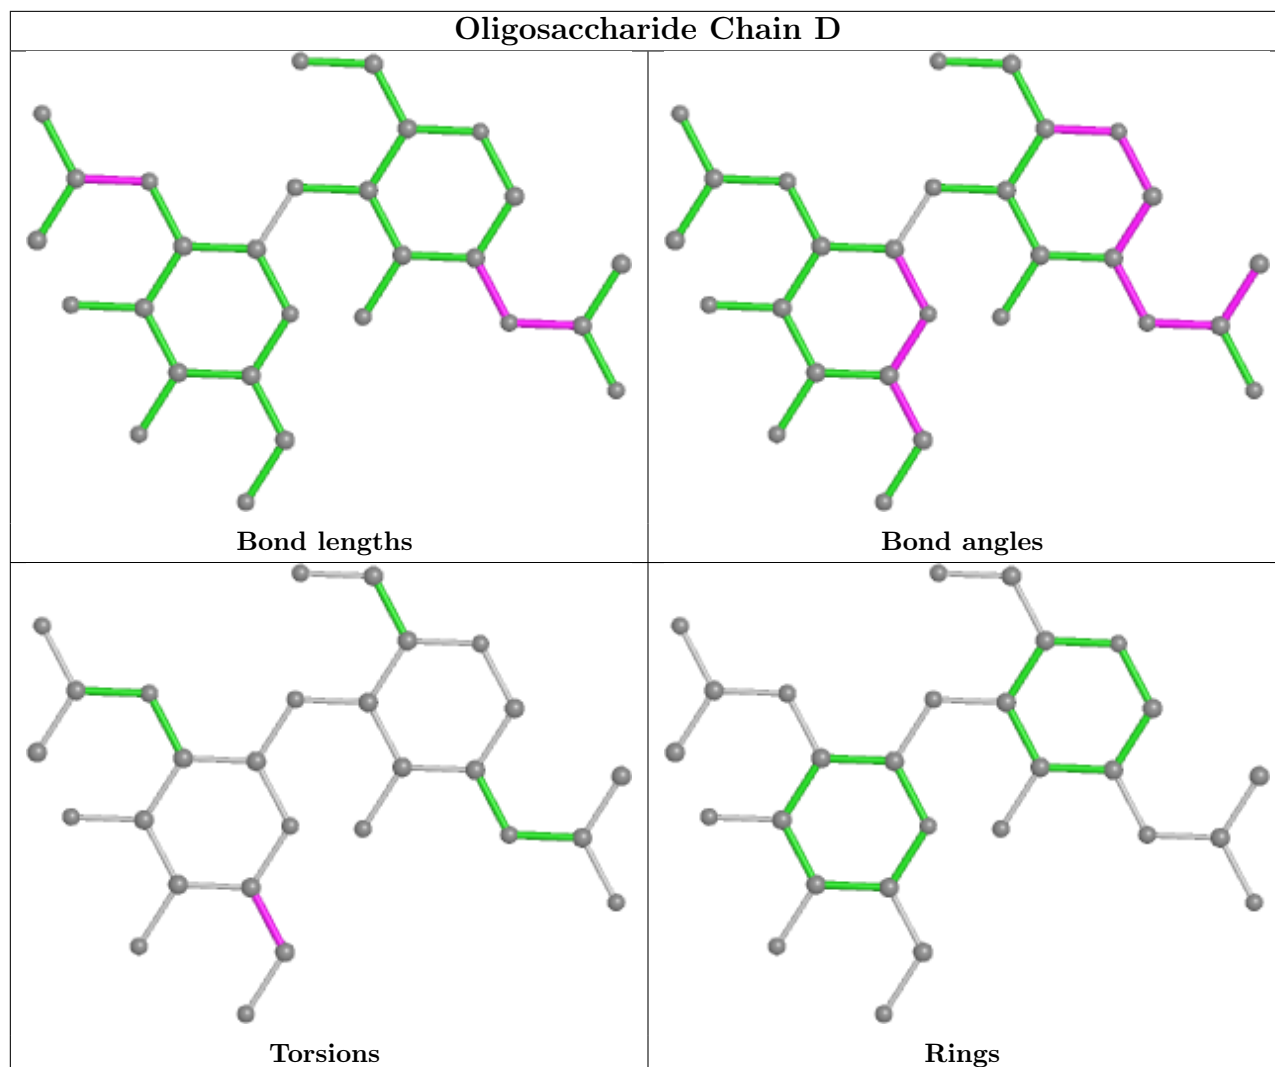 Oligosaccharide Chain D
Bond lengths
Bond angles
Torsions
Rings